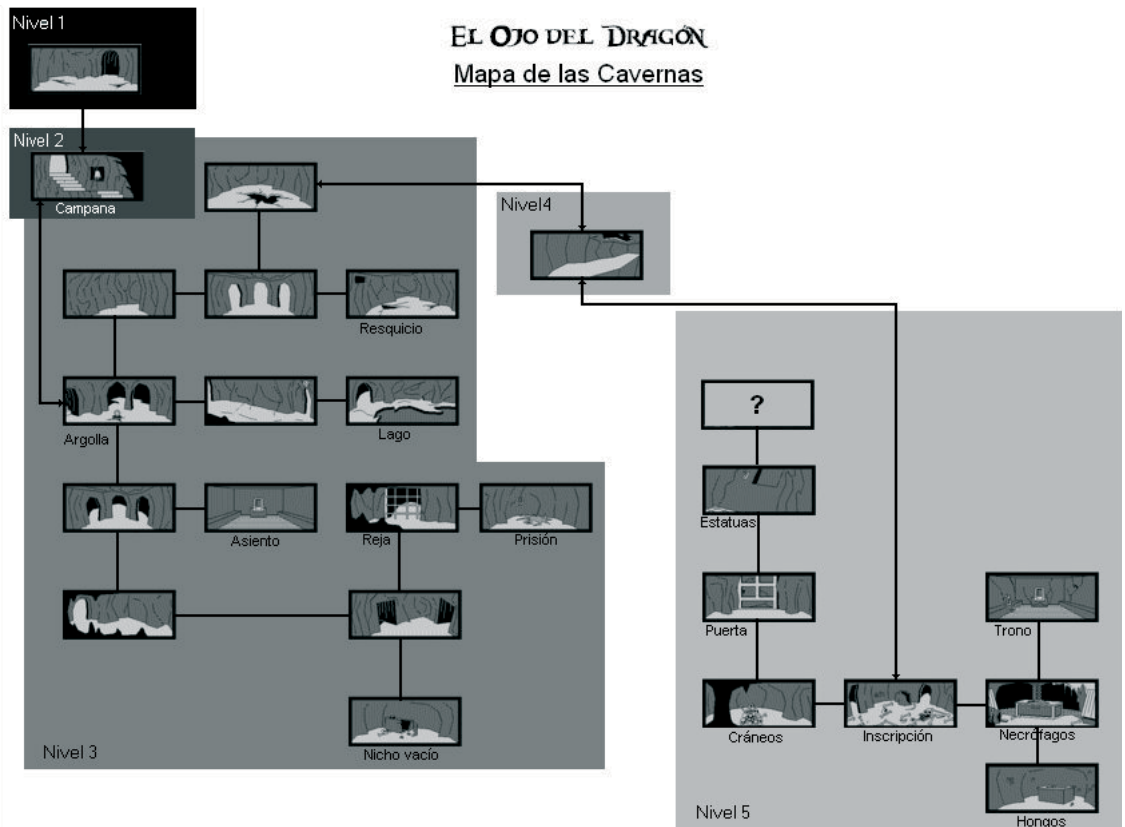 Nivel 1
EL OJO DEL DRAGÓN
Mapa de las Cavernas
Nivel 2
Campana
Nivel4
Resquicio
Argolla
Lago
?
Asiento
Reja
Prisión
Estatuas
Puerta
Trono
Nicho vacío
Cráneos
Inscripción
Necrófagos
Nivel 3
Nivel 5
Hongos